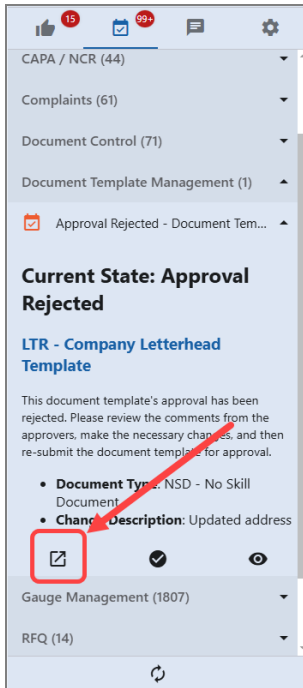 15
99+
CAPA / NCR (44)
Complaints (61)
Document Control (71)
Document Template Management (1)
Approval Rejected - Document Tem...
Current State: Approval
Rejected
LTR - Company Letterhead
Template
This document template's approval has been
rejected. Please review the comments from the
approvers, make the necessary changes, and then
re-submit the document template for approval.
• Document Type: NSD - No Skill
Document
• Change Description: Updated address
Gauge Management (1807)
RFQ (14)